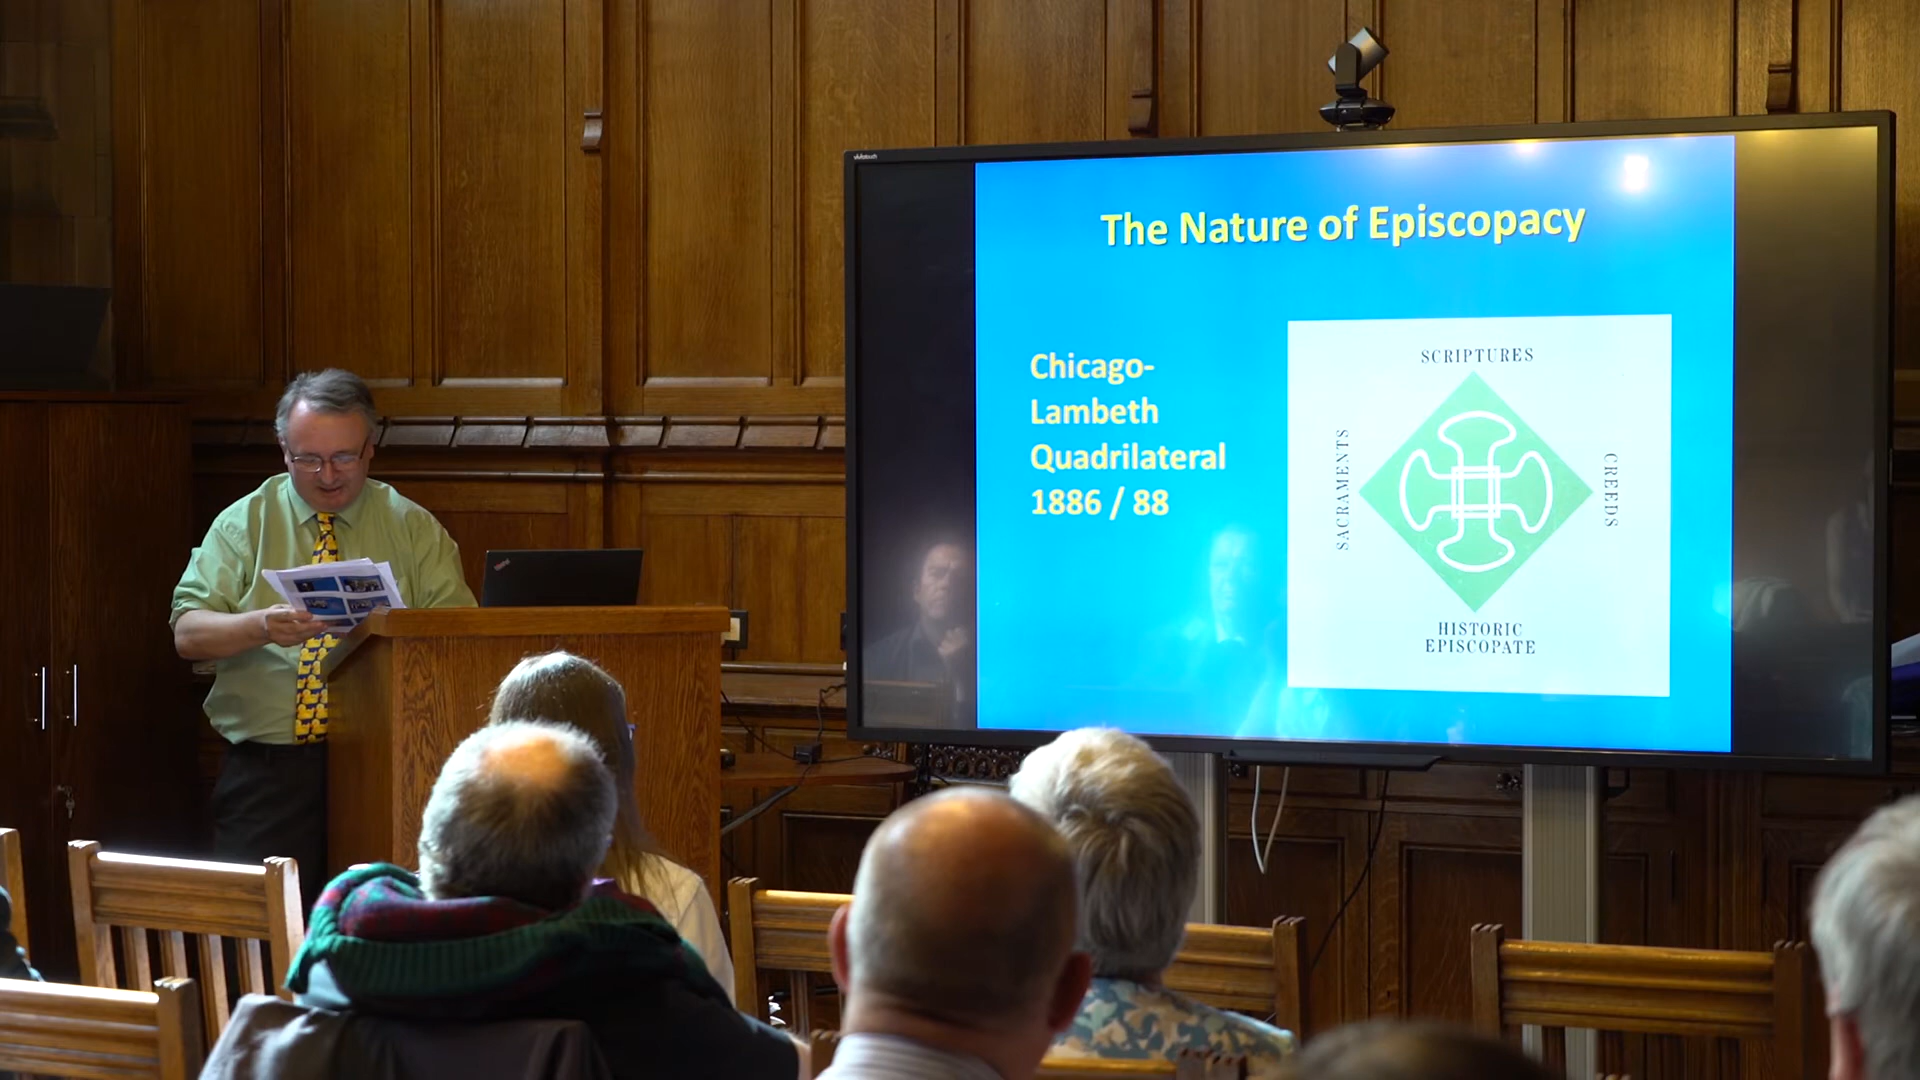 The Nature of Episcopacy
Chicago-
Lambeth
Quadrilateral
1886 / 88
SCRIPTURES
SACRAMENTS
CREEDS
HISTORIC
EPISCOPATE